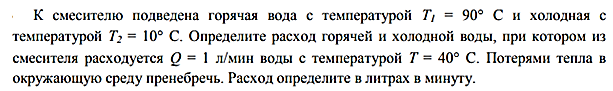 К смесителю подведена горячая вода с температурой T1 = 90° С и холодная с
температурой T2 = 10° С. Определите расход горячей и холодной воды, при котором из
смесителя расходуется Q = 1 л/мин воды с температурой T = 40° С. Потерями тепла в
окружающую среду пренебречь. Расход определите в литрах в минуту.